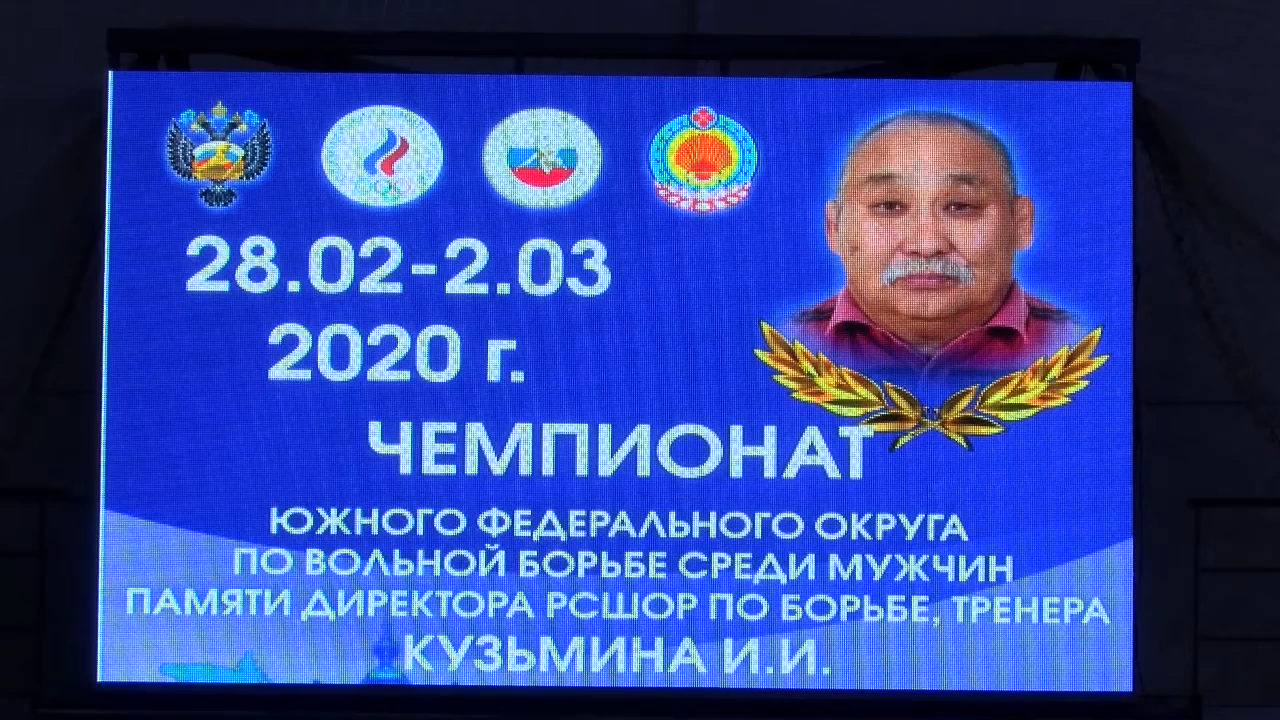 28.02-2.03
2020 г.
ЧЕМПИОНАТ
ЮЖНОГО ФЕДЕРАЛЬНОГО ОКРУГА
ПО ВОЛЬНОЙ БОРЬБЕ СРЕДИ МУЖЧИН
ПАМЯТИ ДИРЕКТОРА РСШОР ПО БОРЬБЕ, ТРЕНЕРА
КУЗЬМИНА И.И.